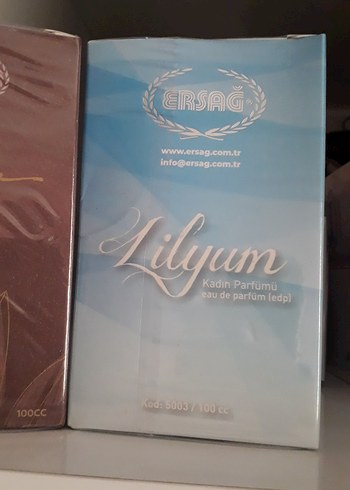 ERSAĞ
www.ersag.com.tr
info@ersag.com.tr
Lilyum
Kadın Parfümü
eau de parfüm (edp)
Kod: 5003 / 100 cc
100CC